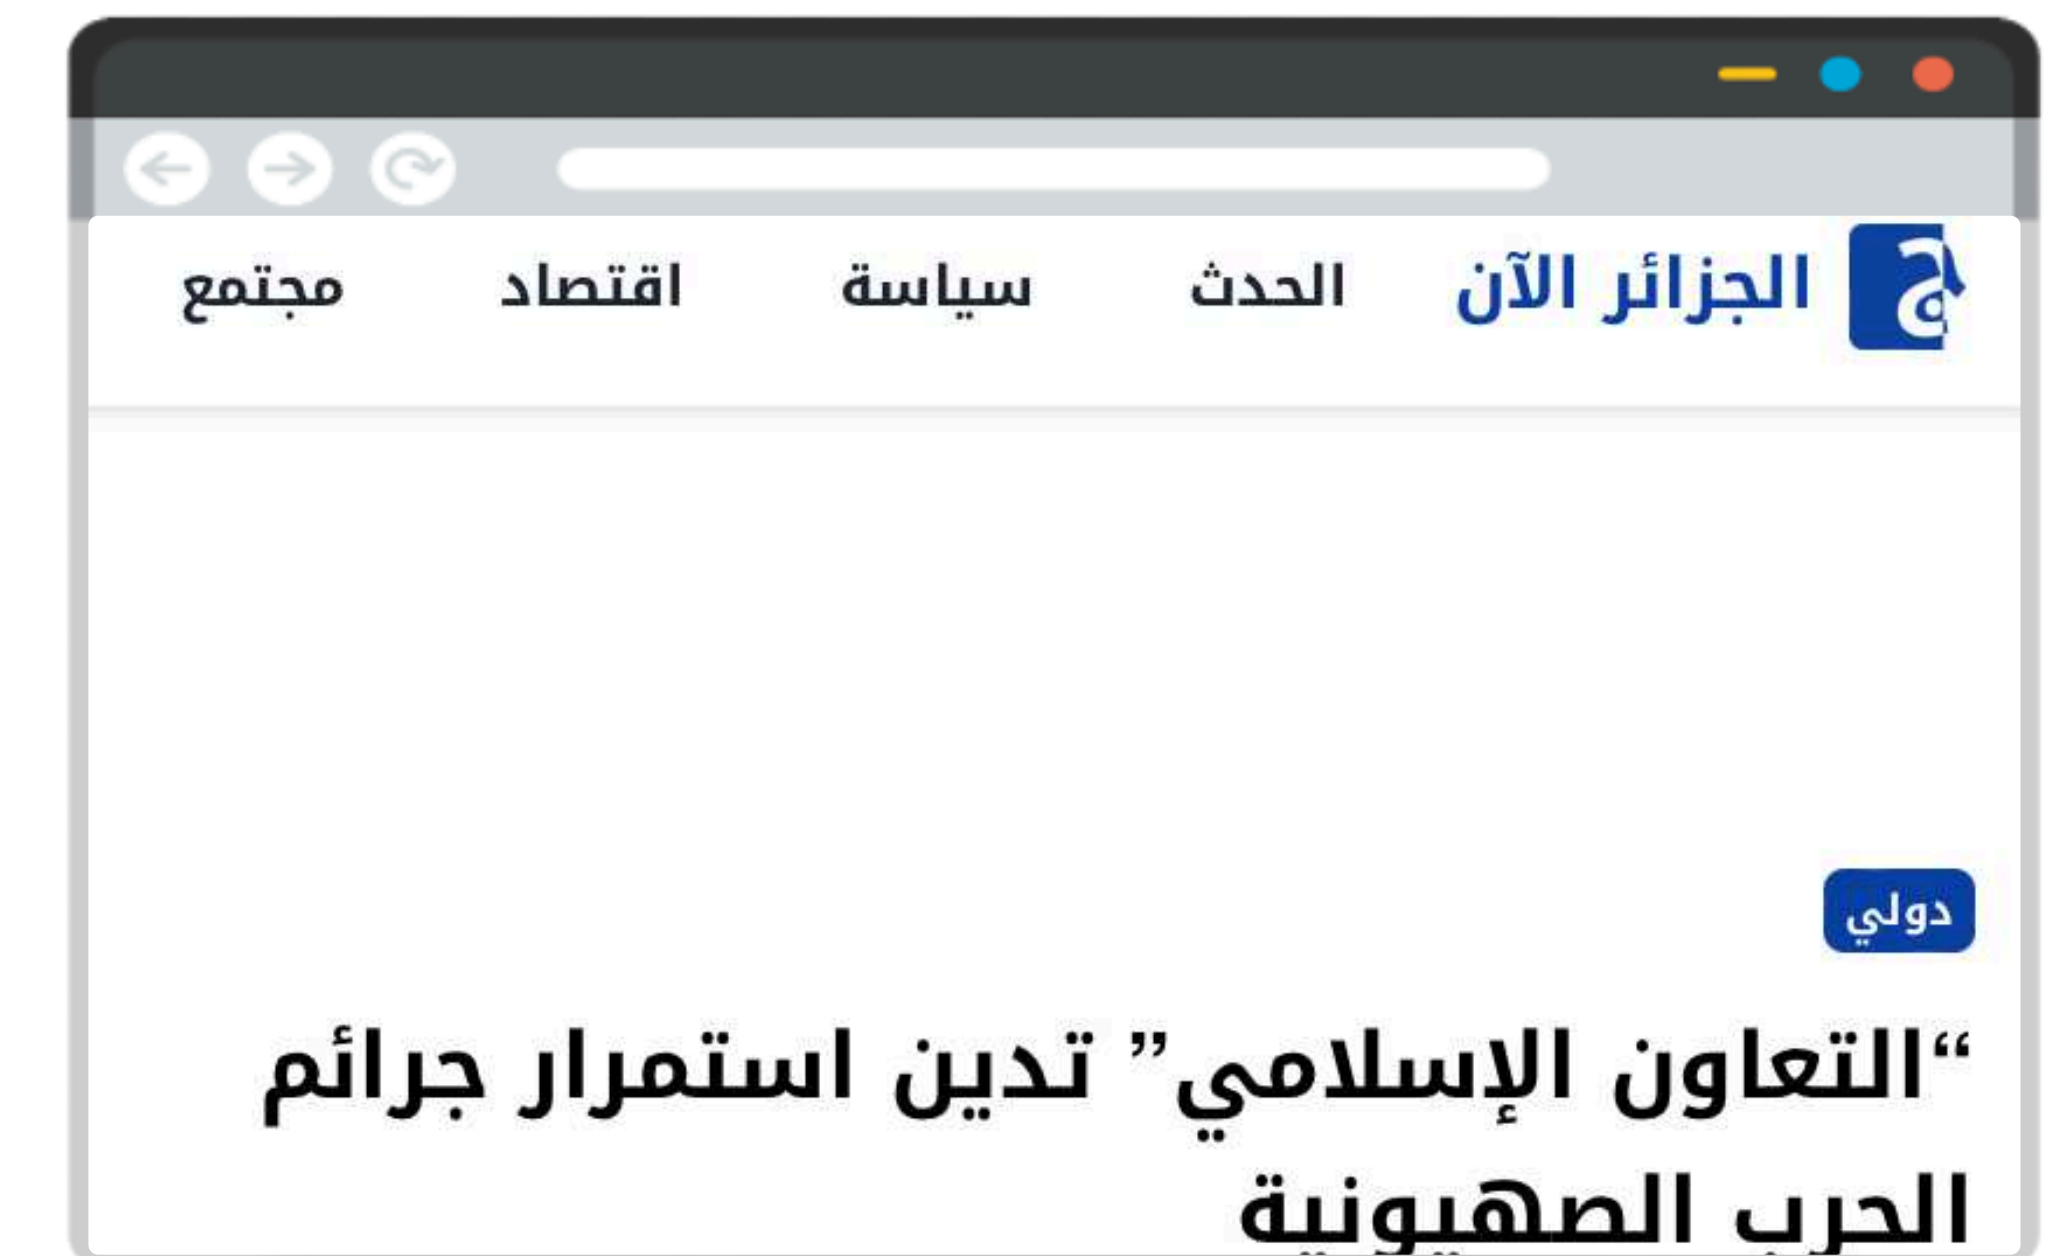 الجزائر الآن الحدث سياسة اقتصاد مجتمع
دولي
“التعاون الإسلامي” تدين استمرار جرائم
الحرب الصهيونية